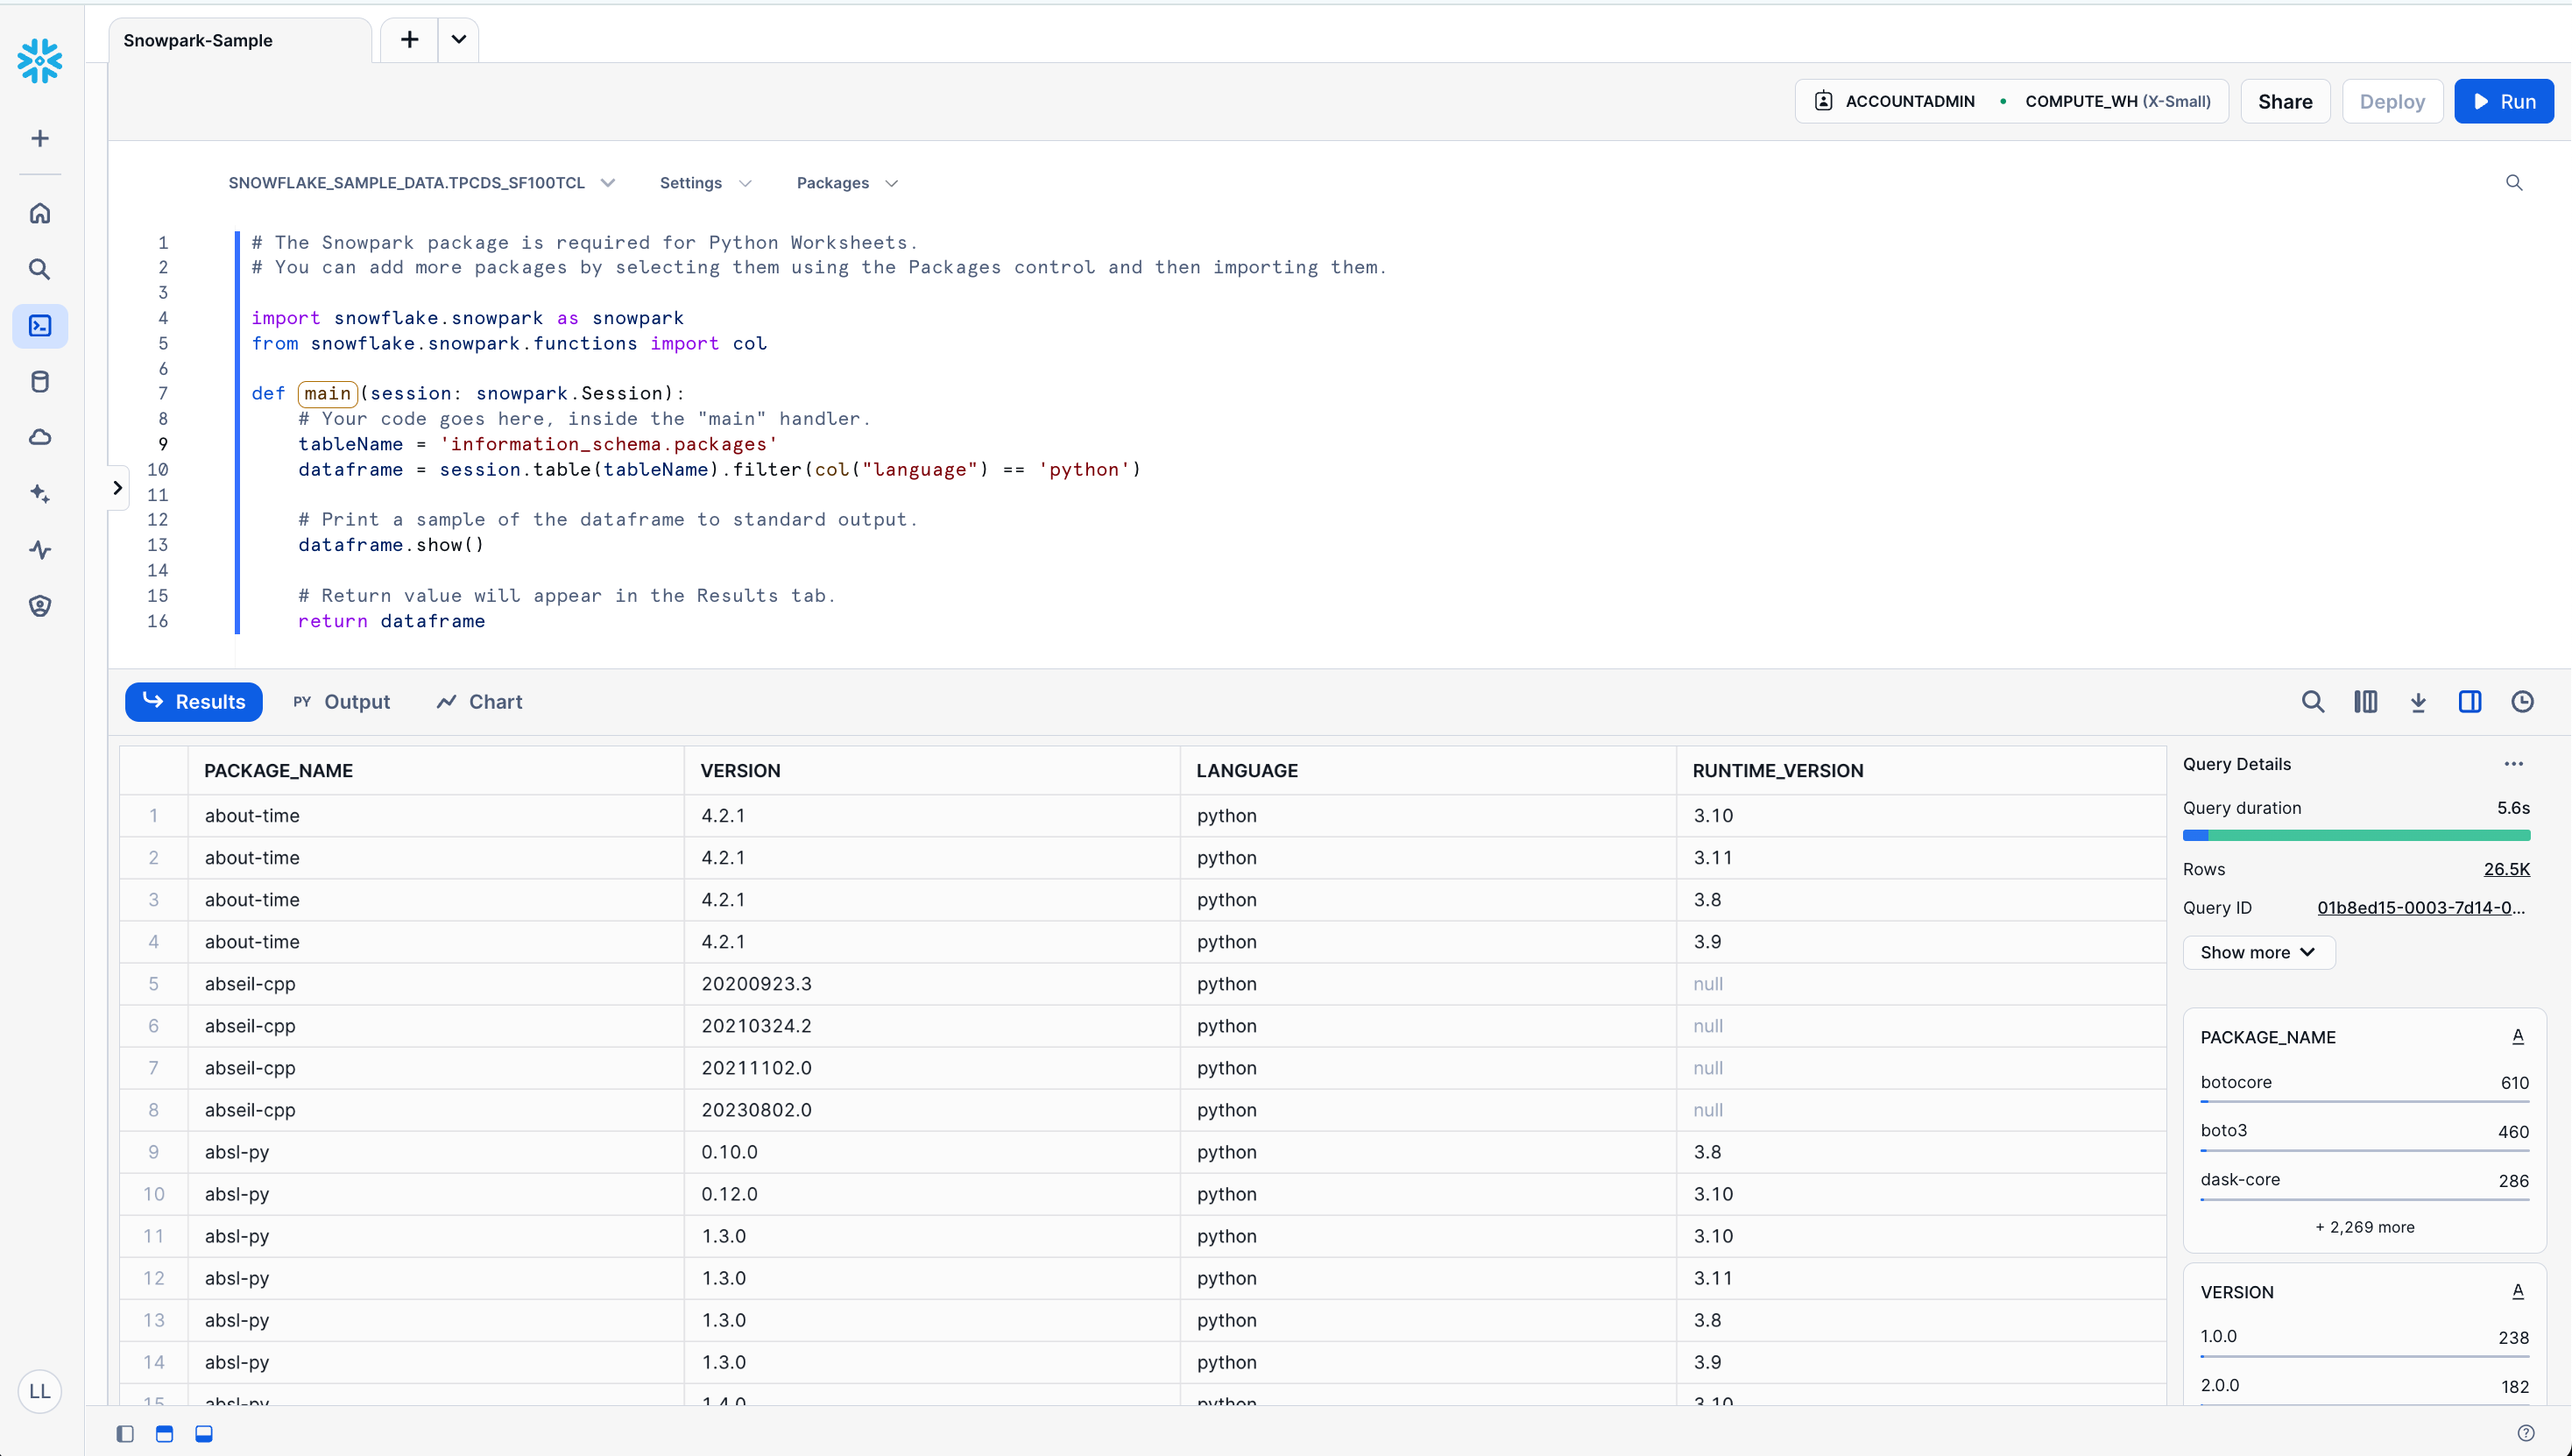 Snowpark-Sample
ACCOUNTADMIN • COMPUTE_WH (X-Small)
Share
Deploy
Run
SNOWFLAKE_SAMPLE_DATA.TPCDS_SF100TCL
Settings
Packages
1 # The Snowpark package is required for Python Worksheets.
2 # You can add more packages by selecting them using the Packages control and then importing them.
3
4 import snowflake.snowpark as snowpark
5 from snowflake.snowpark.functions import col
6
7 def main(session: snowpark.Session):
8 # Your code goes here, inside the "main" handler.
9 tableName = 'information_schema.packages'
10 dataframe = session.table(tableName).filter(col("language") == 'python')
11
12 # Print a sample of the dataframe to standard output.
13 dataframe.show()
14
15 # Return value will appear in the Results tab.
16 return dataframe
Results
PY Output
Chart
PACKAGE_NAME VERSION LANGUAGE RUNTIME_VERSION
1 about-time 4.2.1 python 3.10
2 about-time 4.2.1 python 3.11
3 about-time 4.2.1 python 3.8
4 about-time 4.2.1 python 3.9
5 abseil-cpp 20200923.3 python null
6 abseil-cpp 20210324.2 python null
7 abseil-cpp 20211102.0 python null
8 abseil-cpp 20230802.0 python null
9 absl-py 0.10.0 python 3.8
10 absl-py 0.12.0 python 3.10
11 absl-py 1.3.0 python 3.10
12 absl-py 1.3.0 python 3.11
13 absl-py 1.3.0 python 3.8
14 absl-py 1.3.0 python 3.9
15 absl-py 1.4.0 python 3.10
Query Details
Query duration 5.6s
Rows 26.5K
Query ID 01b8ed15-0003-7d14-0...
Show more
PACKAGE_NAME A
botocore 610
boto3 460
dask-core 286
+ 2,269 more
VERSION A
1.0.0 238
2.0.0 182
LL